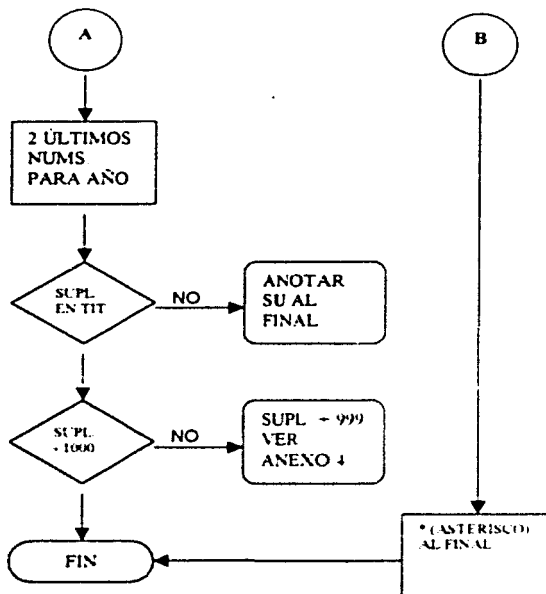 A
B
2 ÚLTIMOS
NUMS.
PARA AÑO
SUPL
EN TIT
NO
ANOTAR
SU AL
FINAL
SUPL
1000
NO
SUPL 999
VER
ANEXO
FIN
* (ASTERISCO)
AL FINAL